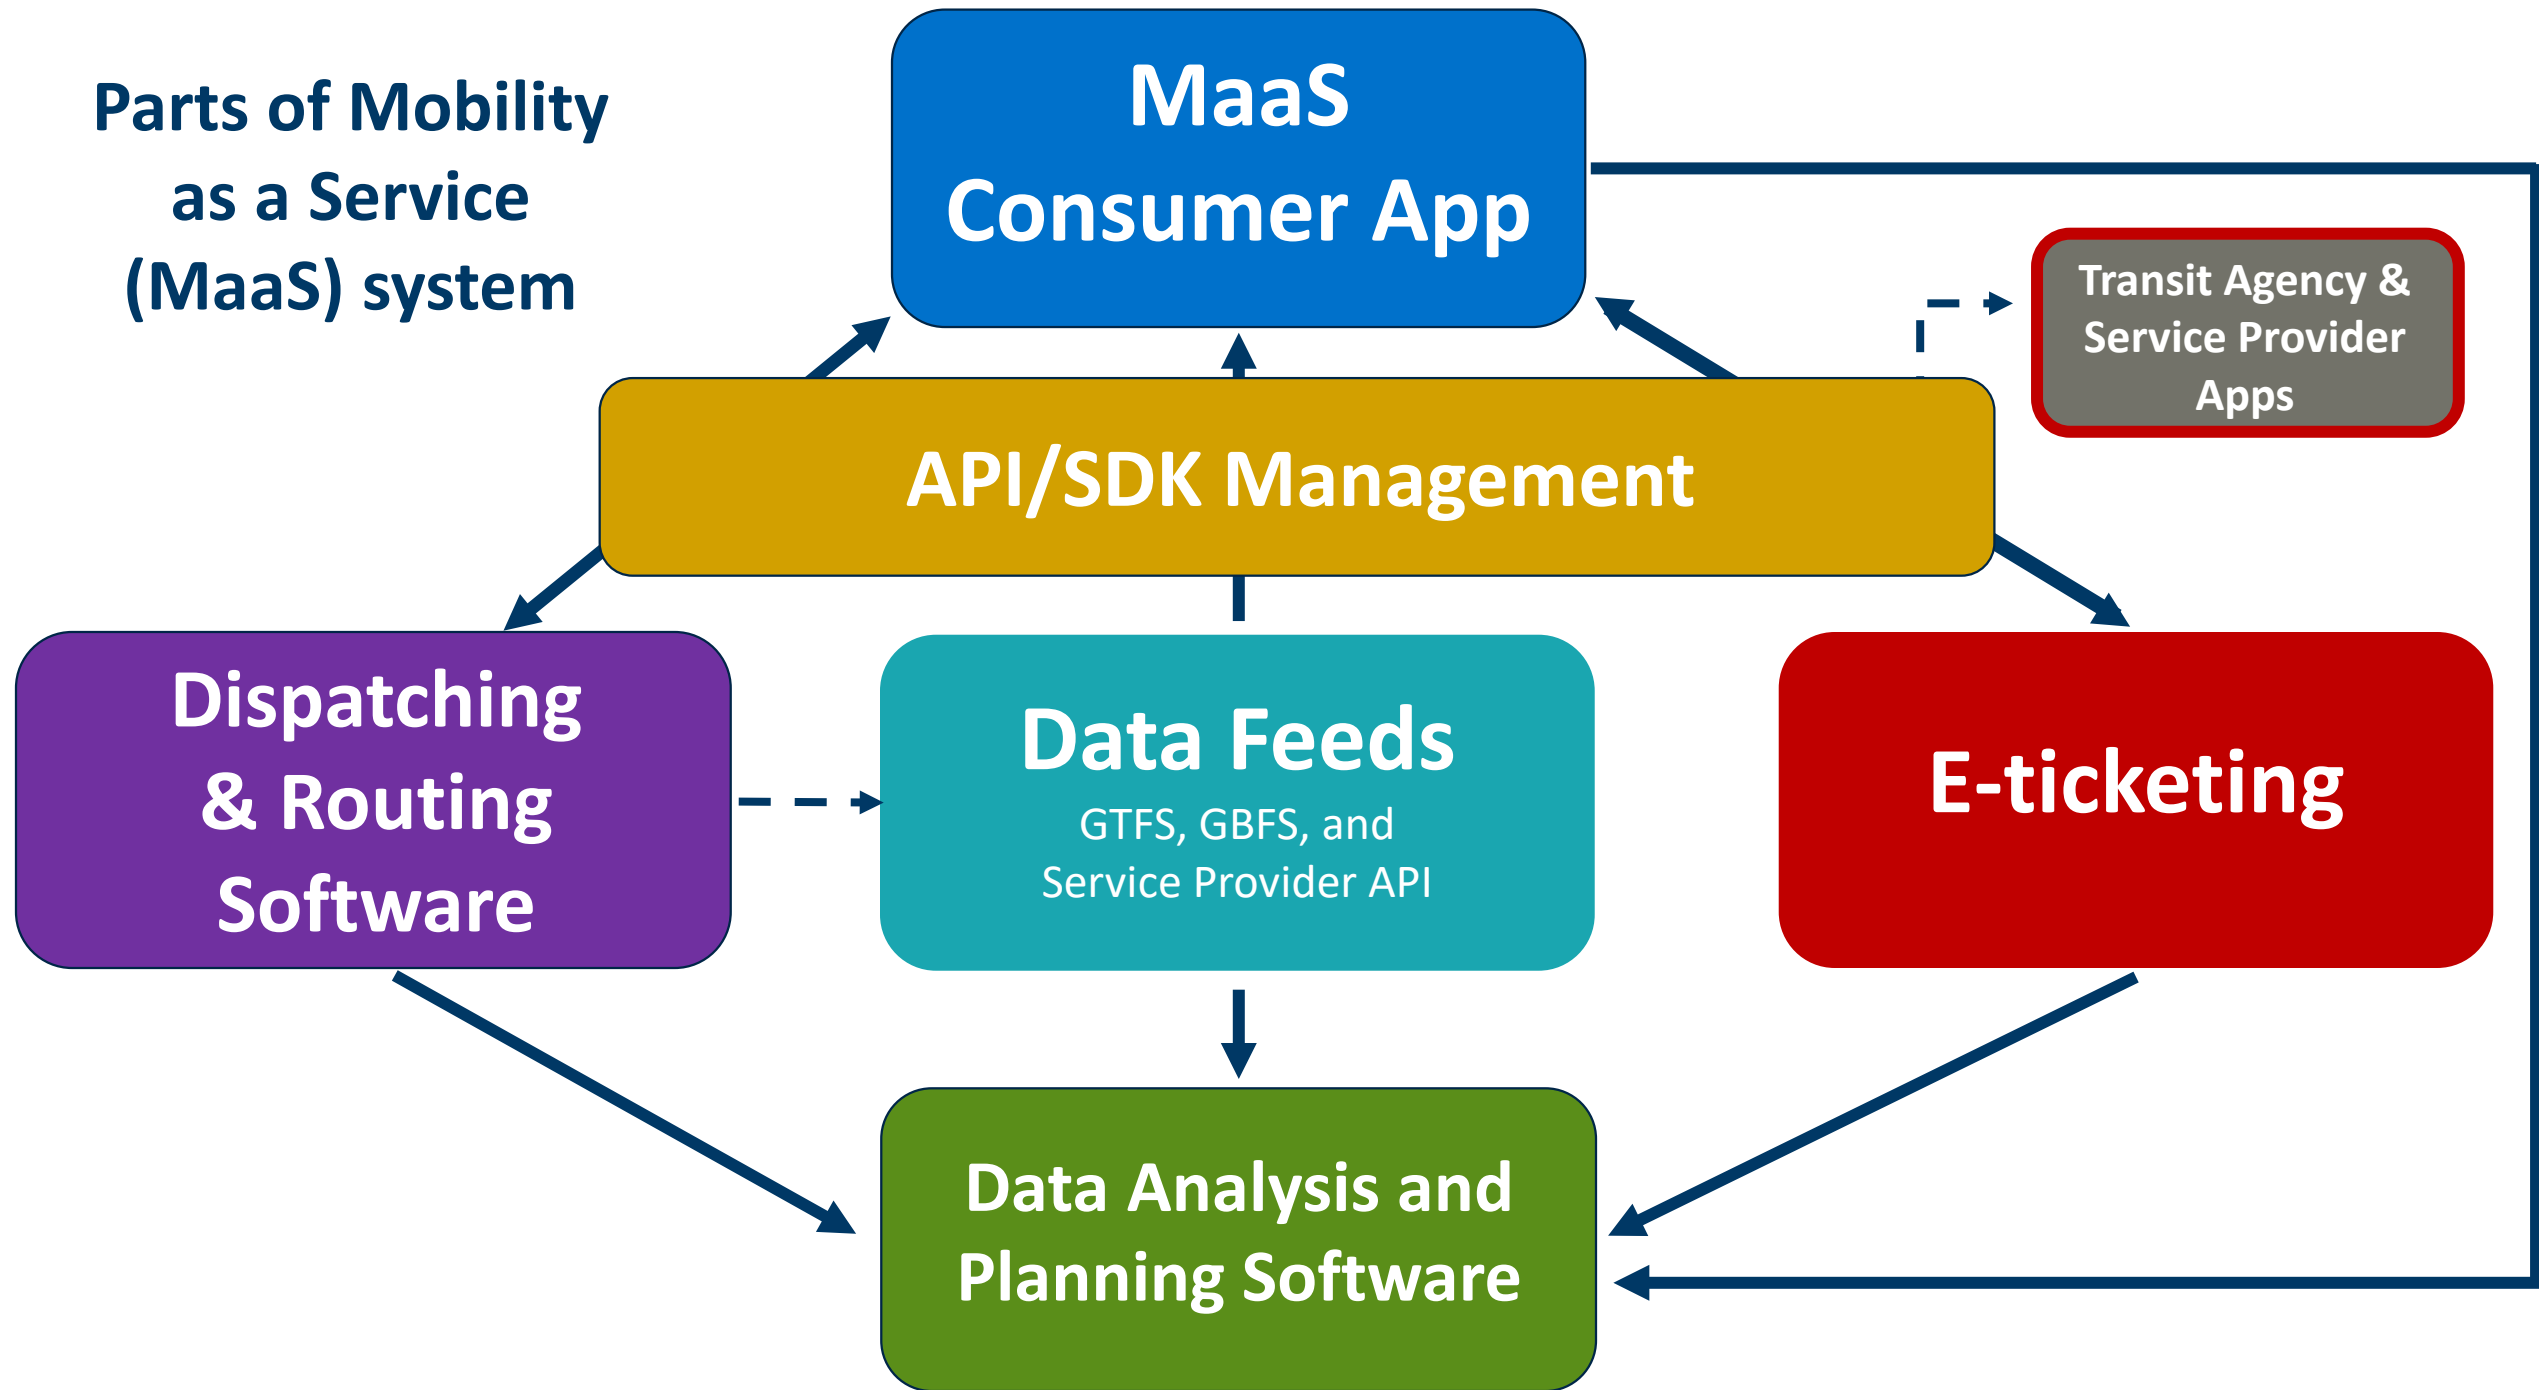 Parts of Mobility
as a Service
(MaaS) system
MaaS
Consumer App
Transit Agency &
Service Provider
Apps
API/SDK Management
Dispatching
& Routing
Software
Data Feeds
GTFS, GBFS, and
Service Provider API
E-ticketing
Data Analysis and
Planning Software